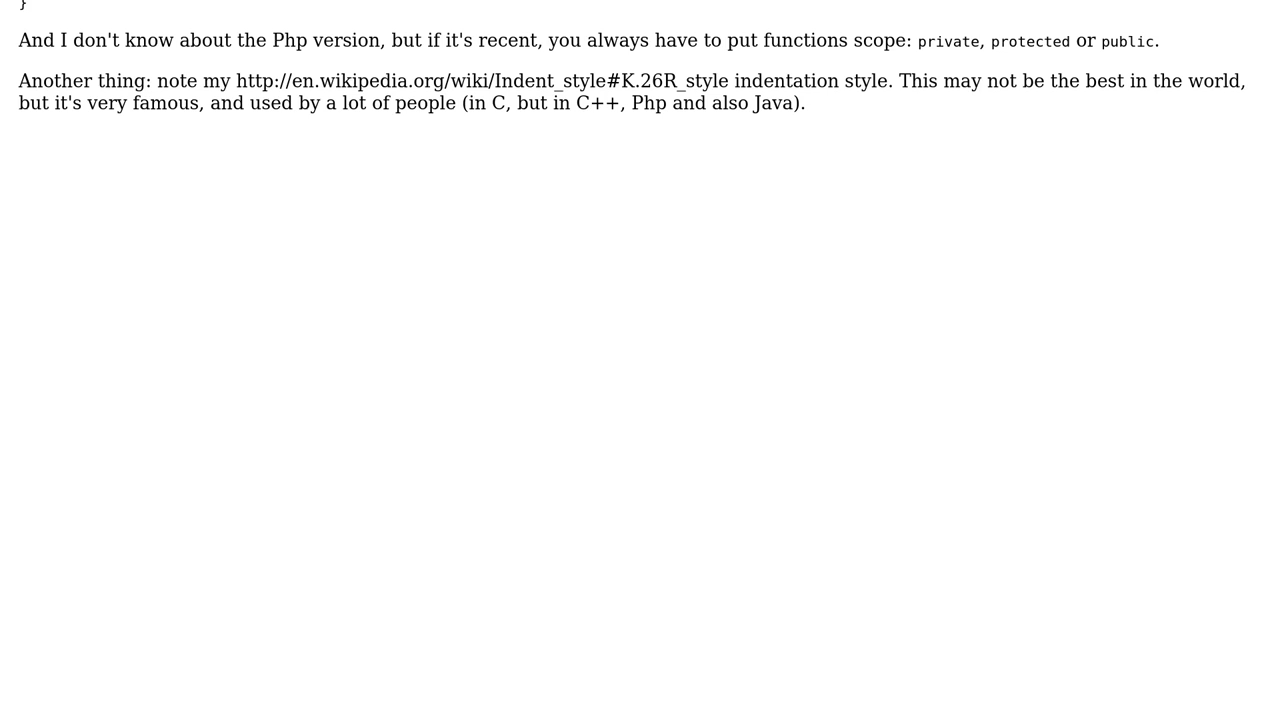 }
And I don't know about the Php version, but if it's recent, you always have to put functions scope: private, protected or public.
Another thing: note my http://en.wikipedia.org/wiki/Indent_style#K.26R_style indentation style. This may not be the best in the world,
but it's very famous, and used by a lot of people (in C, but in C++, Php and also Java).